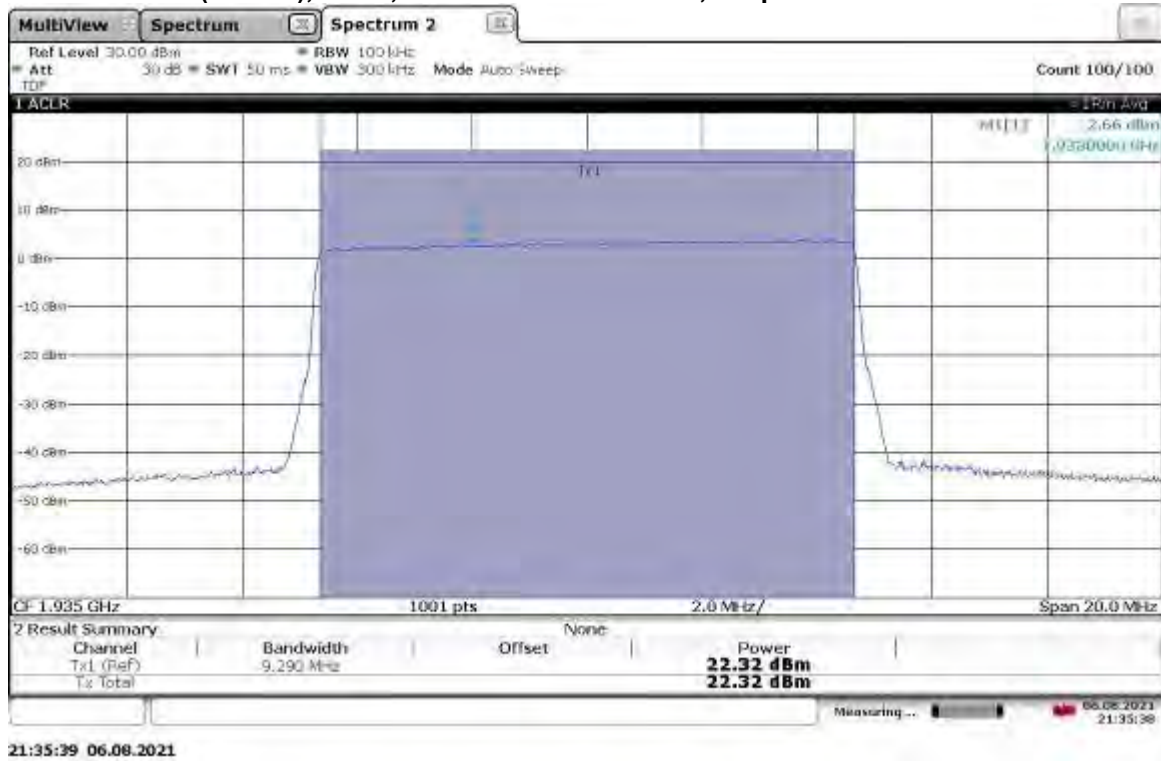 MultiView Spectrum Spectrum 2
Ref Level 30.00 dBm RBW 100 kHz
Att 30 dB SWT 50 ms VBW 300 kHz Mode Auto Sweep Count 100/100
TDF
1 ACLR 1Rm Avg
M1[1] 2.66 dBm
1.9330000 GHz
20 dBm
Tx1
10 dBm
0 dBm
-10 dBm
-20 dBm
-30 dBm
-40 dBm
-50 dBm
-60 dBm
CF 1.935 GHz 1001 pts 2.0 MHz/ Span 20.0 MHz
2 Result Summary None
Channel Bandwidth Offset Power
Tx1 (Ref) 9.290 MHz 22.32 dBm
Tx Total 22.32 dBm
Measuring... 06.08.2021
21:35:38
21:35:39 06.08.2021